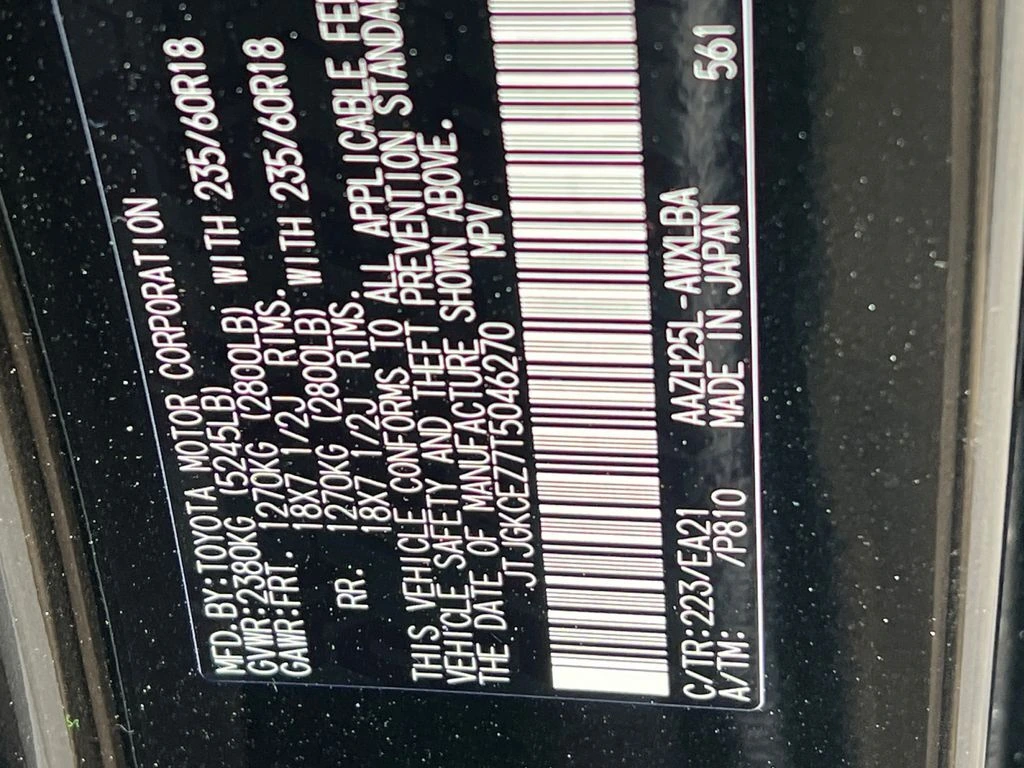 MFD.BY:TOYOTA MOTOR CORPORATION
GVWR:2380KG (5245LB)
GAWR:FRT. 1270KG (2800LB) WITH 235/60R18
18X7 1/2J RIMS.
RR. 1270KG (2800LB) WITH 235/60R18
18X7 1/2J RIMS.
THIS VEHICLE CONFORMS TO ALL APPLICABLE FE
VEHICLE SAFETY AND THEFT PREVENTION STANDA
THE DATE OF MANUFACTURE SHOWN ABOVE.
JTJGKCEZ7T5046270 MPV
C/TR:223/EA21 AAZH25L-AWXLBA
A/TM: /P810 MADE IN JAPAN 561